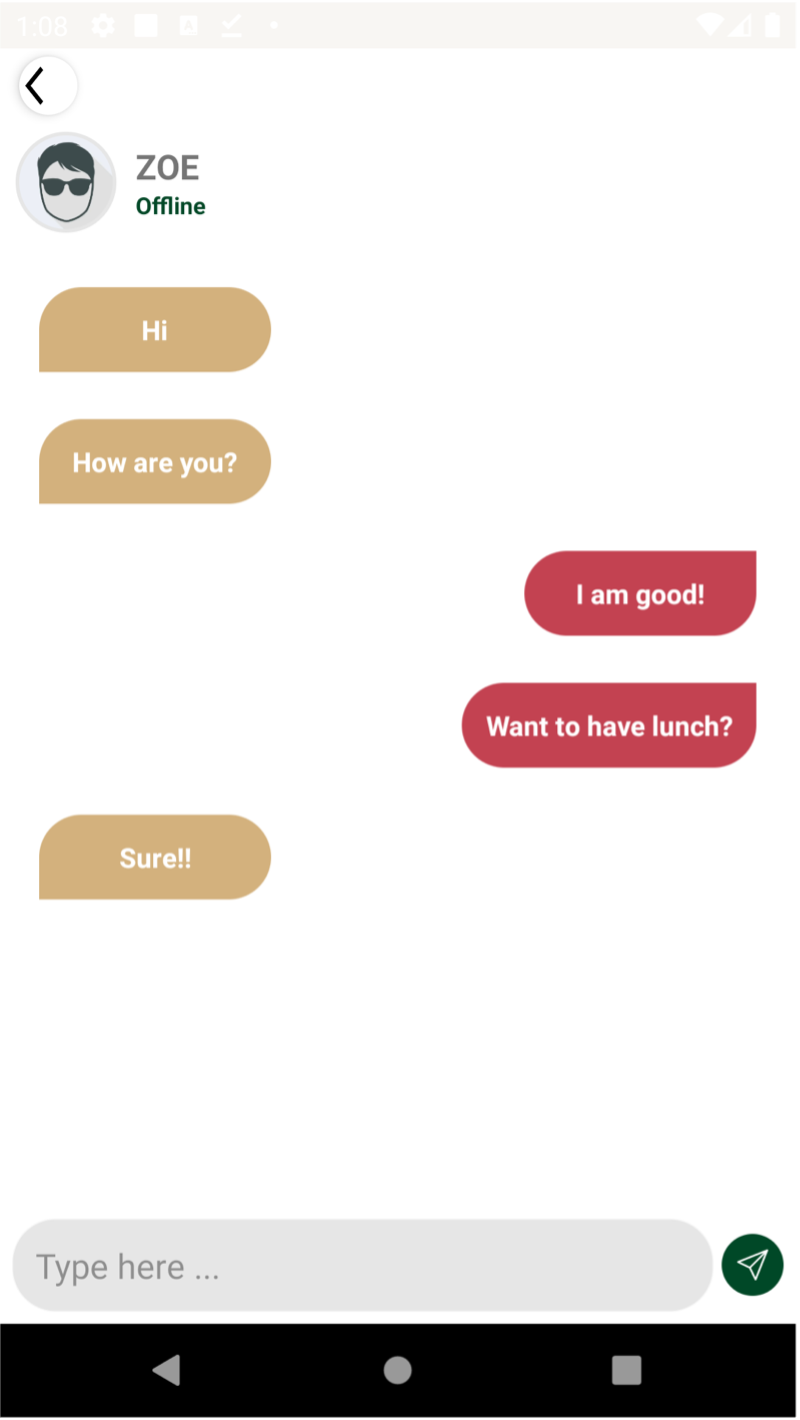 1:08
ZOE
Offline
Hi
How are you?
I am good!
Want to have lunch?
Sure!!
Type here ...